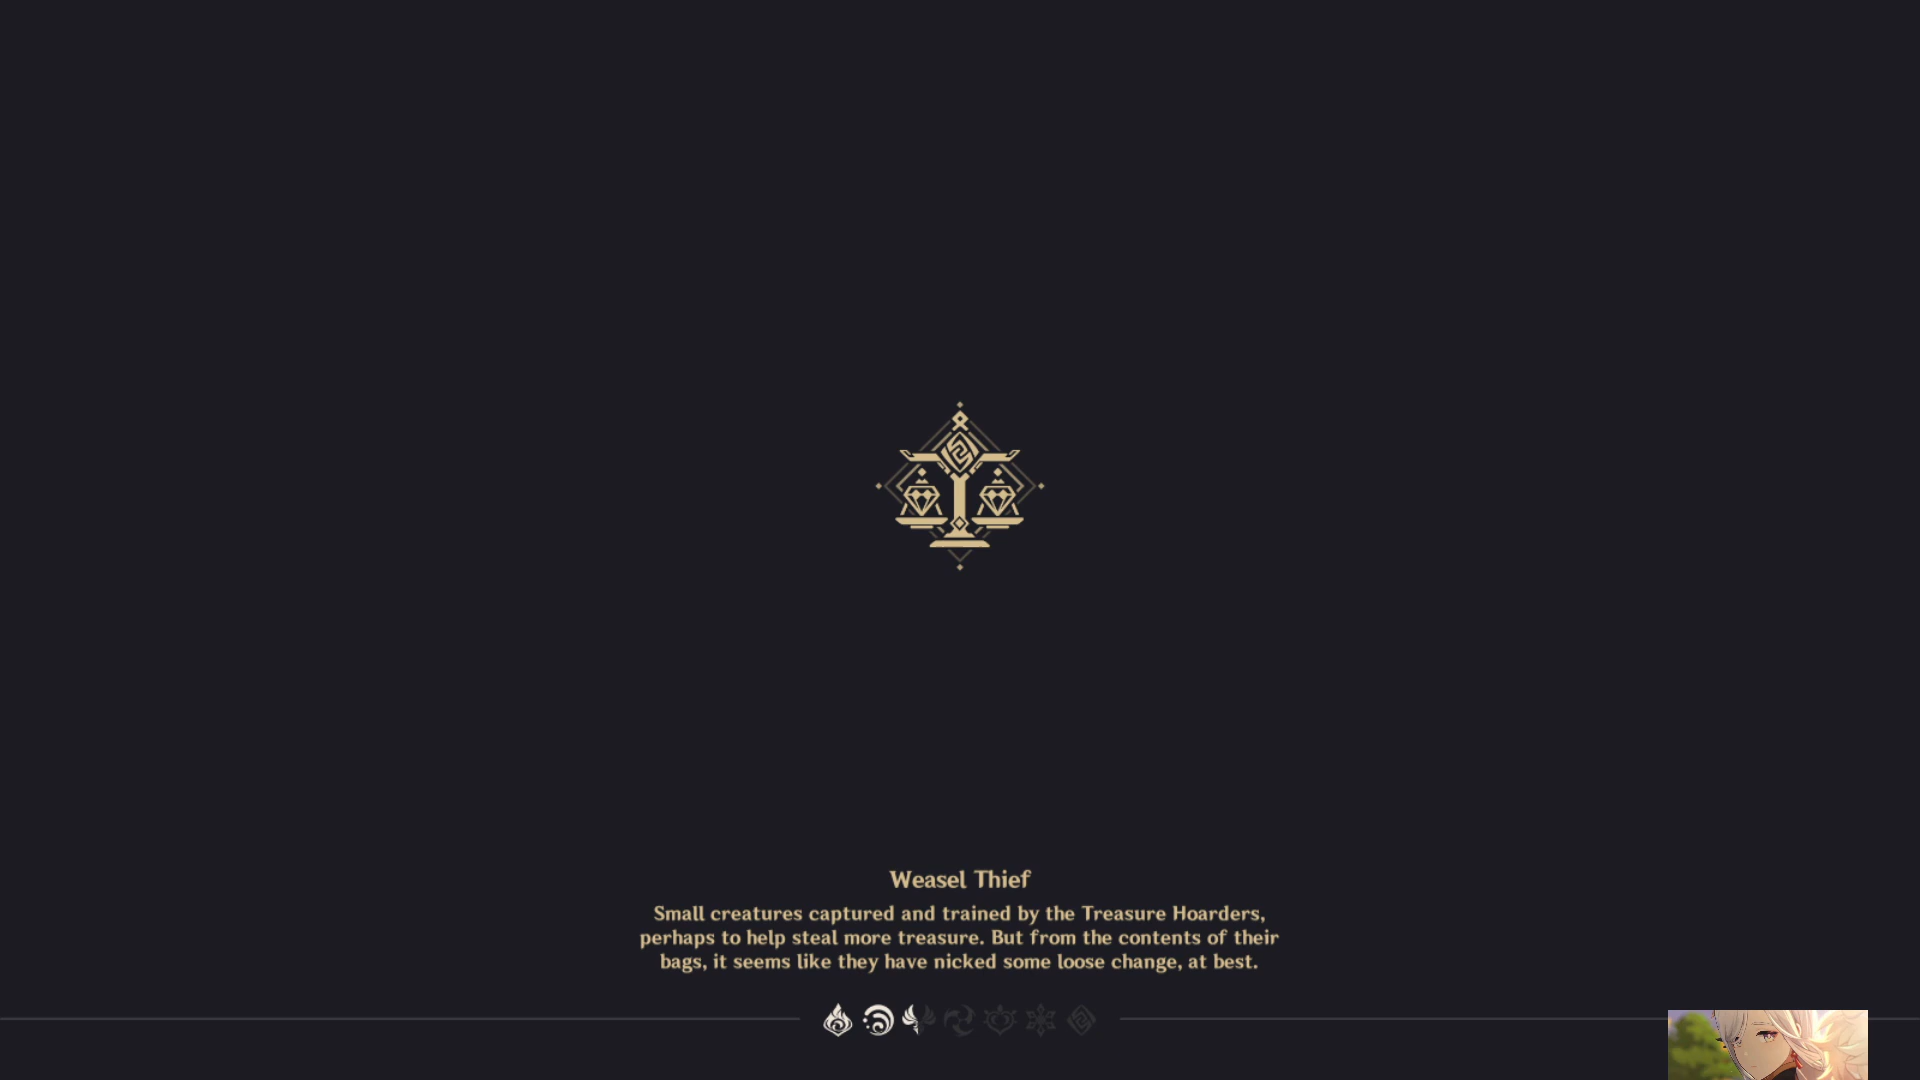 Weasel Thief
Small creatures captured and trained by the Treasure Hoarders,
perhaps to help steal more treasure. But from the contents of their
bags, it seems like they have nicked some loose change, at best.